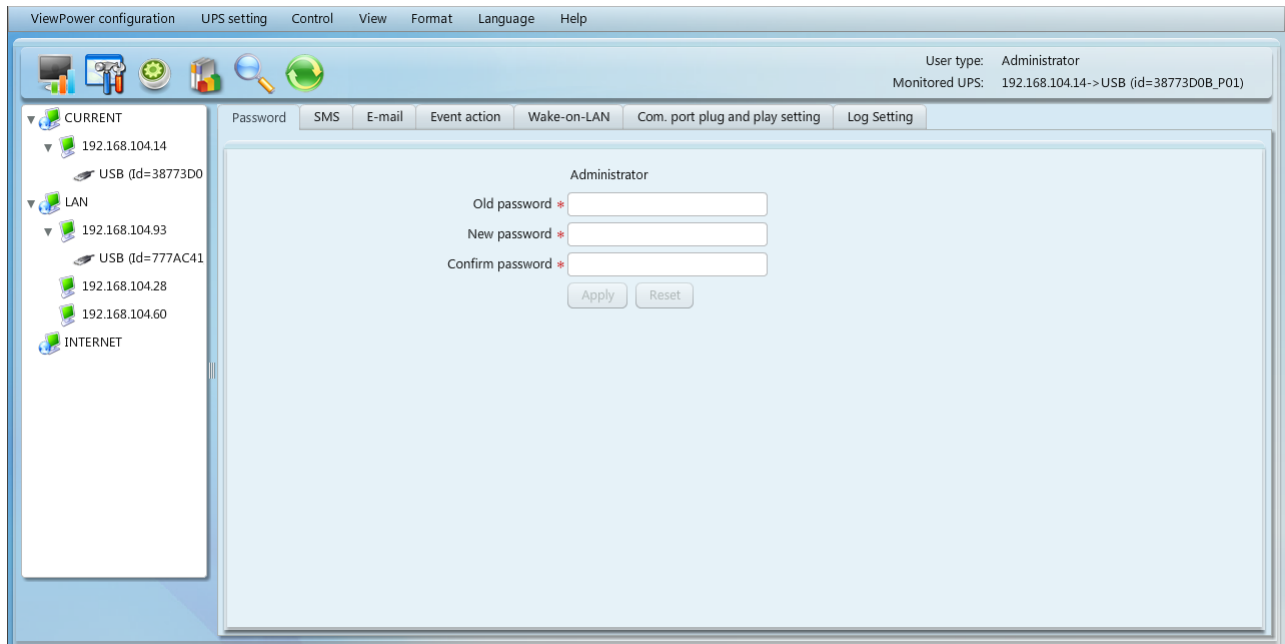 ViewPower configuration UPS setting Control View Format Language Help
User type: Administrator
Monitored UPS: 192.168.104.14->USB (id=38773D0B_P01)
CURRENT
192.168.104.14
USB (Id=38773D0
LAN
192.168.104.93
USB (Id=777AC41
192.168.104.28
192.168.104.60
INTERNET
Password SMS E-mail Event action Wake-on-LAN Com. port plug and play setting Log Setting
Administrator
Old password *
New password *
Confirm password *
Apply Reset